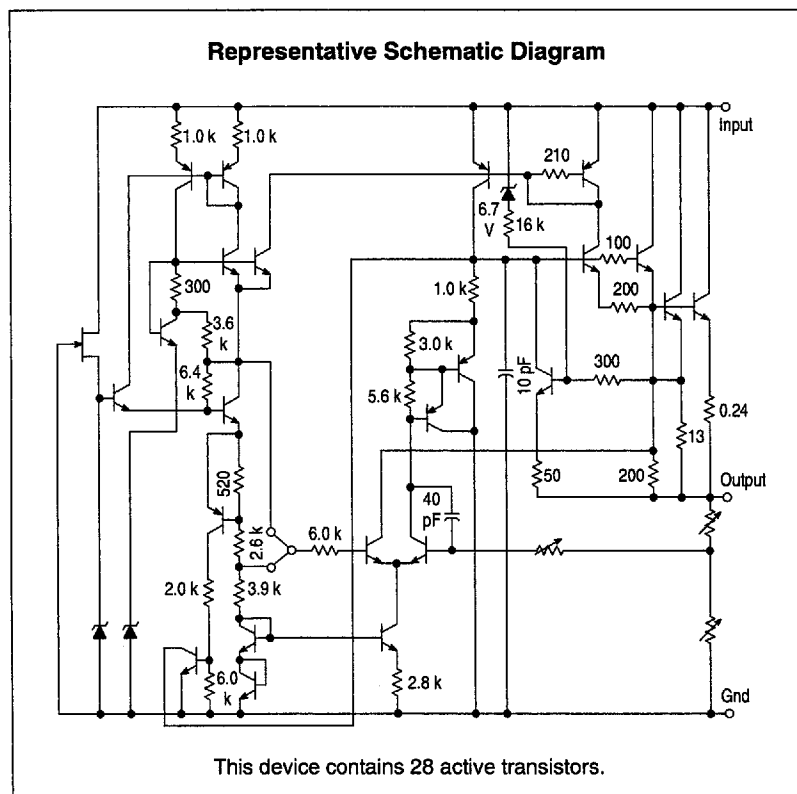 Representative Schematic Diagram
Input
1.0 k
1.0 k
210
6.7
V
16 k
100
300
1.0 k
200
3.6
k
3.0 k
10 pF
300
6.4
k
5.6 k
0.24
13
520
50
200
Output
40
pF
2.6 k
6.0 k
2.0 k
3.9 k
6.0
k
2.8 k
Gnd
This device contains 28 active transistors.